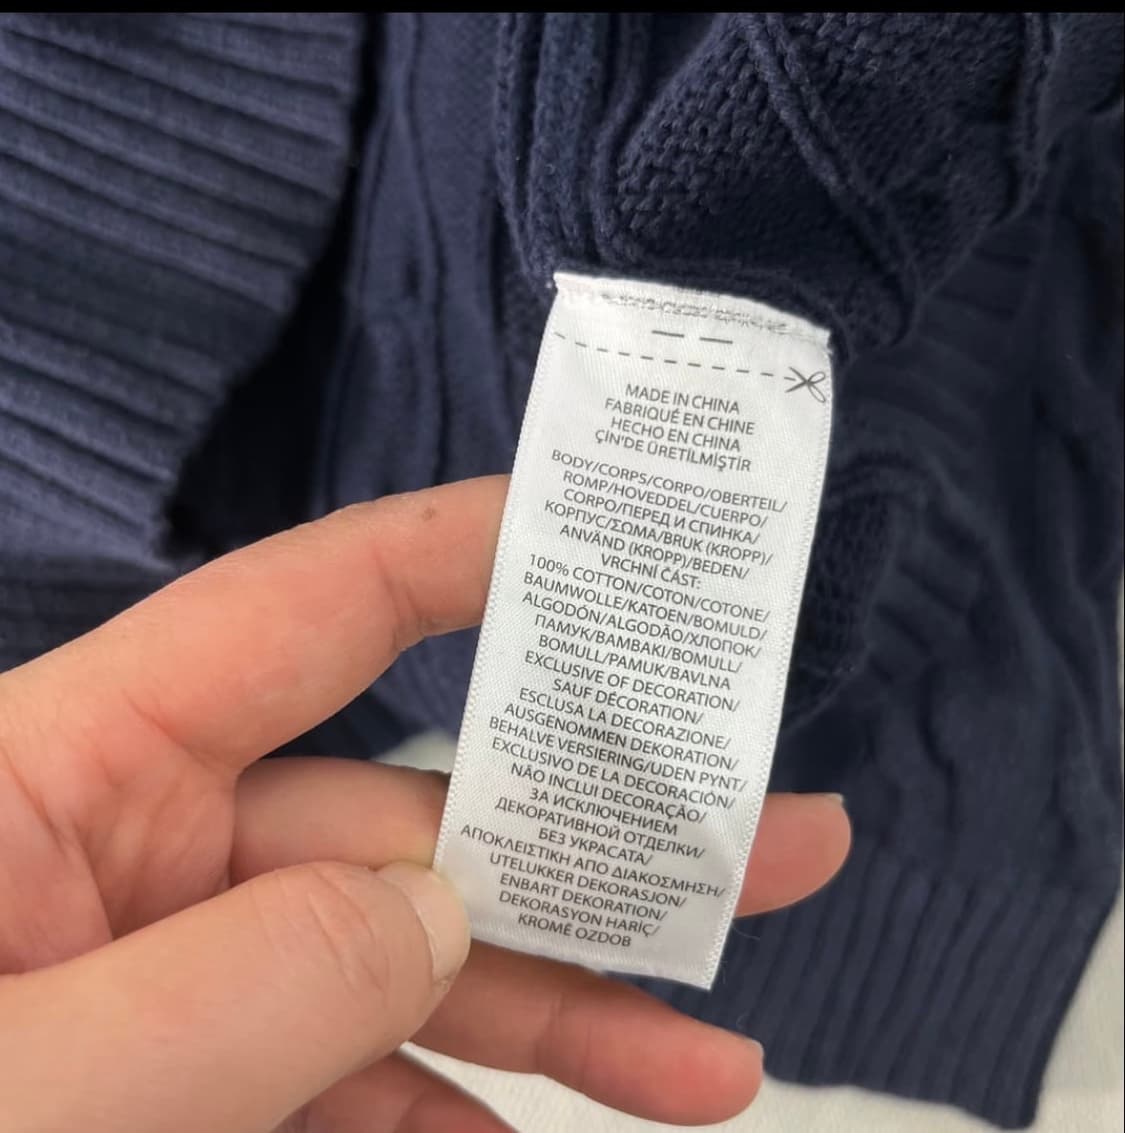 MADE IN CHINA
FABRIQUÉ EN CHINE
HECHO EN CHINA
ÇİN'DE ÜRETİLMİŞTİR
BODY/CORPS/CORPO/OBERTEIL/
ROMP/HOVEDDEL/CUERPO/
CORPO/ПЕРЕД И СПИНКА/
КОРПУС/ΣΩΜΑ/BRUK (KROPP)/
ANVÄND (KROPP)/BEDEN/
VRCHNÍ ČÁST:
100% COTTON/COTON/COTONE/
BAUMWOLLE/KATOEN/BOMULD/
ALGODÓN/ALGODÃO/ХЛОПОК/
ПАМУК/ΒΑΜΒΑΚΙ/BOMULL/
BOMULL/PAMUK/BAVLNA
EXCLUSIVE OF DECORATION/
SAUF DÉCORATION/
ESCLUSA LA DECORAZIONE/
AUSGENOMMEN DEKORATION/
BEHALVE VERSIERING/UDEN PYNT/
EXCLUSIVO DE LA DECORACIÓN/
NÃO INCLUI DECORAÇÃO/
ЗА ИСКЛЮЧЕНИЕМ
ДЕКОРАТИВНОЙ ОТДЕЛКИ/
БЕЗ УКРАСАТА/
ΑΠΟΚΛΕΙΣΤΙΚΗ ΑΠΟ ΔΙΑΚΟΣΜΗΣΗ/
UTELUKKER DEKORASJON/
ENBART DEKORATION/
DEKORASYON HARİÇ/
KROMĚ OZDOB